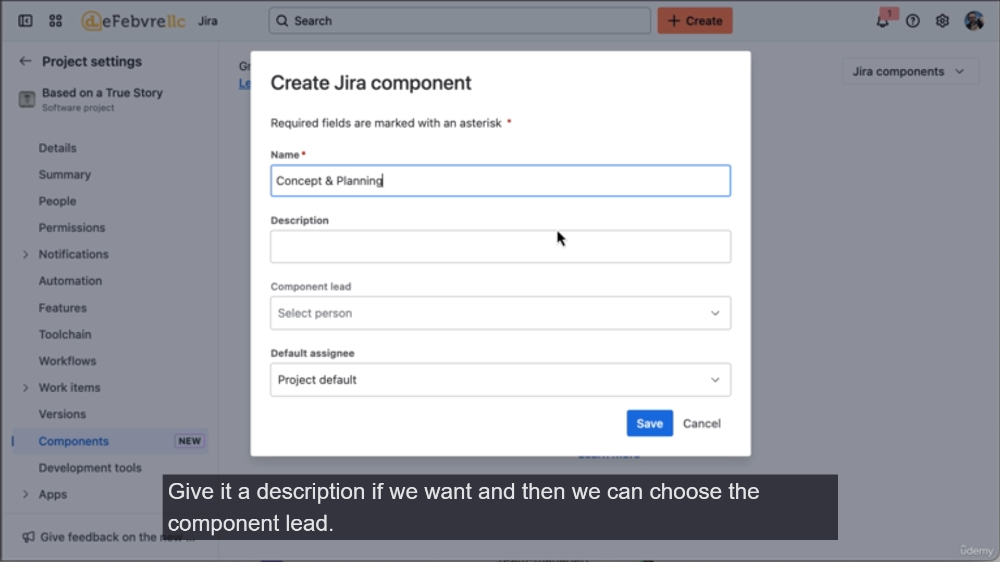 deFebvrellc
Jira
Search
+ Create
1
Project settings
Based on a True Story
Software project
Details
Summary
People
Permissions
Notifications
Automation
Features
Toolchain
Workflows
Work items
Versions
Components
NEW
Development tools
Apps
Give feedback on the new ...
Gr
Le
Jira components
Create Jira component
Required fields are marked with an asterisk *
Name *
Concept & Planning
Description
Component lead
Select person
Default assignee
Project default
Save
Cancel
Learn more
Give it a description if we want and then we can choose the
component lead.
ûdemy